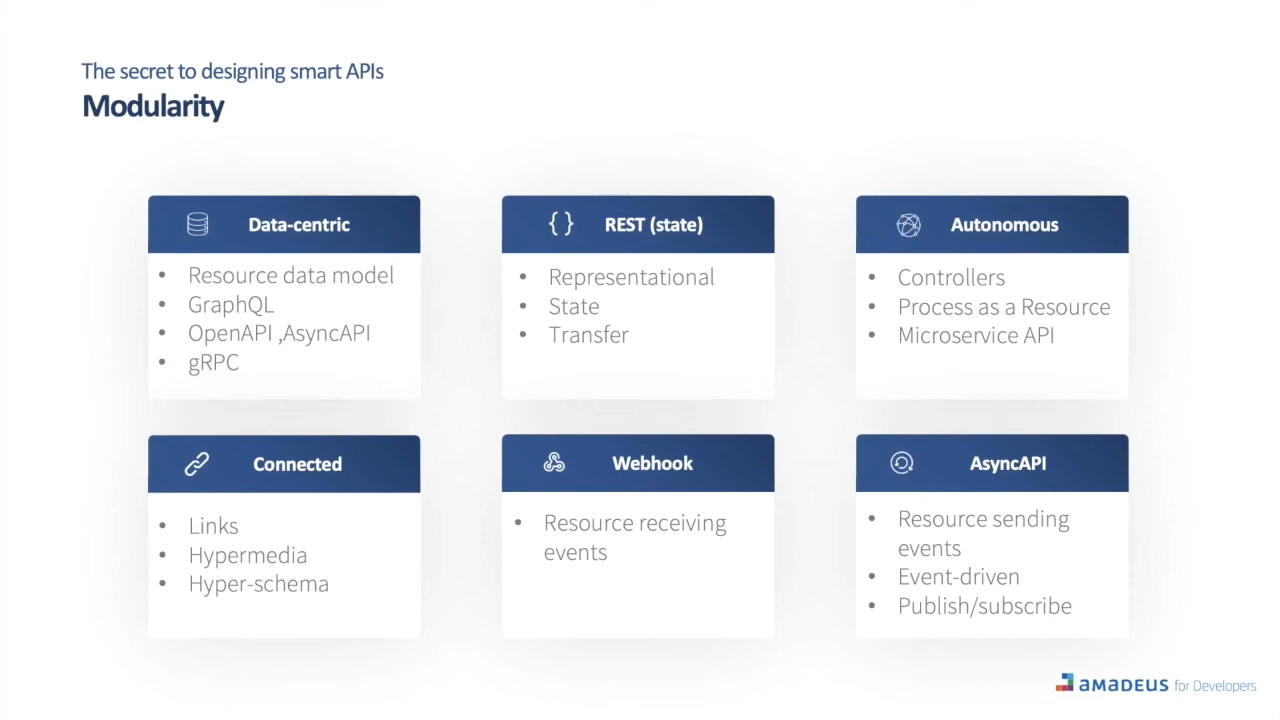 The secret to designing smart APIs
Modularity
Data-centric
• Resource data model
• GraphQL
• OpenAPI ,AsyncAPI
• gRPC
{ } REST (state)
• Representational
• State
• Transfer
Autonomous
• Controllers
• Process as a Resource
• Microservice API
Connected
• Links
• Hypermedia
• Hyper-schema
Webhook
• Resource receiving
events
AsyncAPI
• Resource sending
events
• Event-driven
• Publish/subscribe
amadeus for Developers